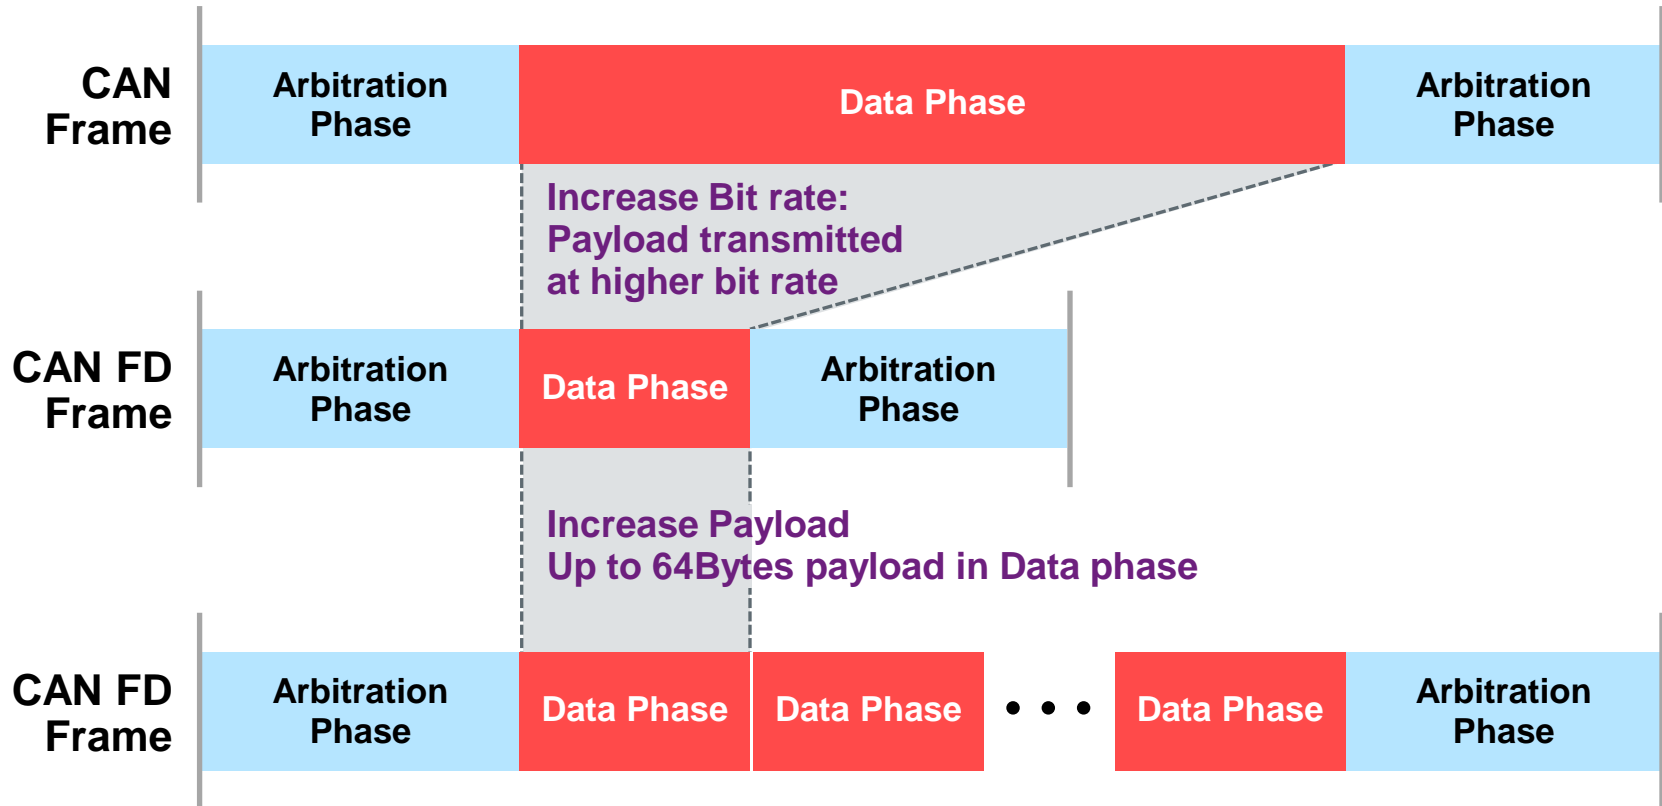 CAN
Frame
Arbitration
Phase
Data Phase
Arbitration
Phase
Increase Bit rate:
Payload transmitted
at higher bit rate
CAN FD
Frame
Arbitration
Phase
Data Phase
Arbitration
Phase
Increase Payload
Up to 64Bytes payload in Data phase
CAN FD
Frame
Arbitration
Phase
Data Phase
Data Phase
• • •
Data Phase
Arbitration
Phase